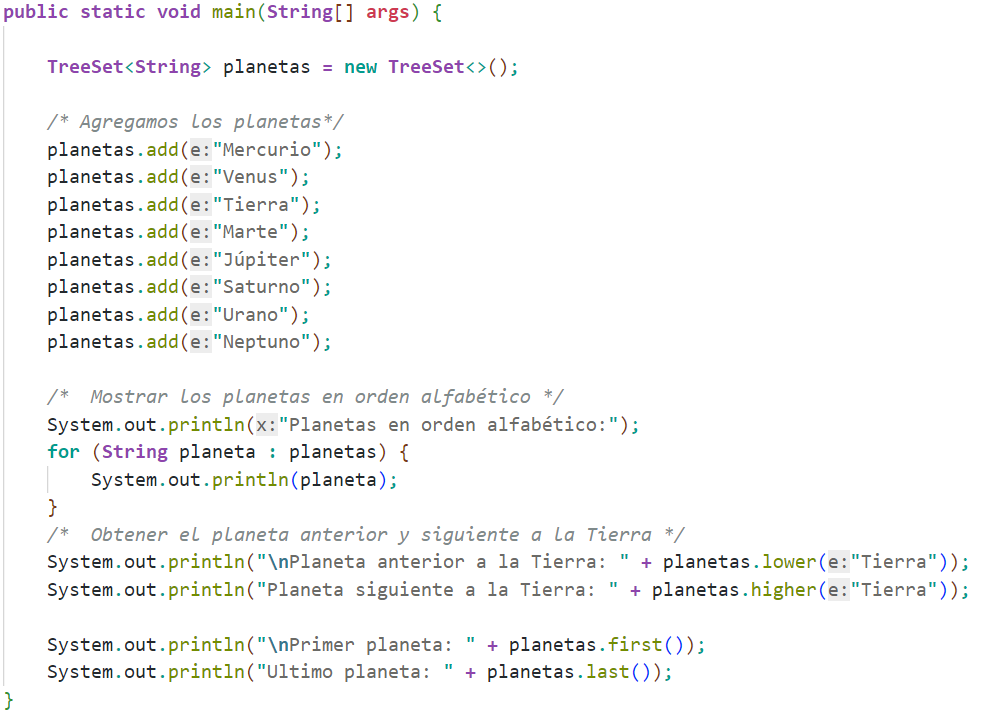 public static void main(String[] args) {
TreeSet<String> planetas = new TreeSet<>();
/* Agregamos los planetas*/
planetas.add(e:"Mercurio");
planetas.add(e:"Venus");
planetas.add(e:"Tierra");
planetas.add(e:"Marte");
planetas.add(e:"Júpiter");
planetas.add(e:"Saturno");
planetas.add(e:"Urano");
planetas.add(e:"Neptuno");
/*  Mostrar los planetas en orden alfabético */
System.out.println(x:"Planetas en orden alfabético:");
for (String planeta : planetas) {
System.out.println(planeta);
}
/*  Obtener el planeta anterior y siguiente a la Tierra */
System.out.println("\nPlaneta anterior a la Tierra: " + planetas.lower(e:"Tierra"));
System.out.println("Planeta siguiente a la Tierra: " + planetas.higher(e:"Tierra"));
System.out.println("\nPrimer planeta: " + planetas.first());
System.out.println("Ultimo planeta: " + planetas.last());
}